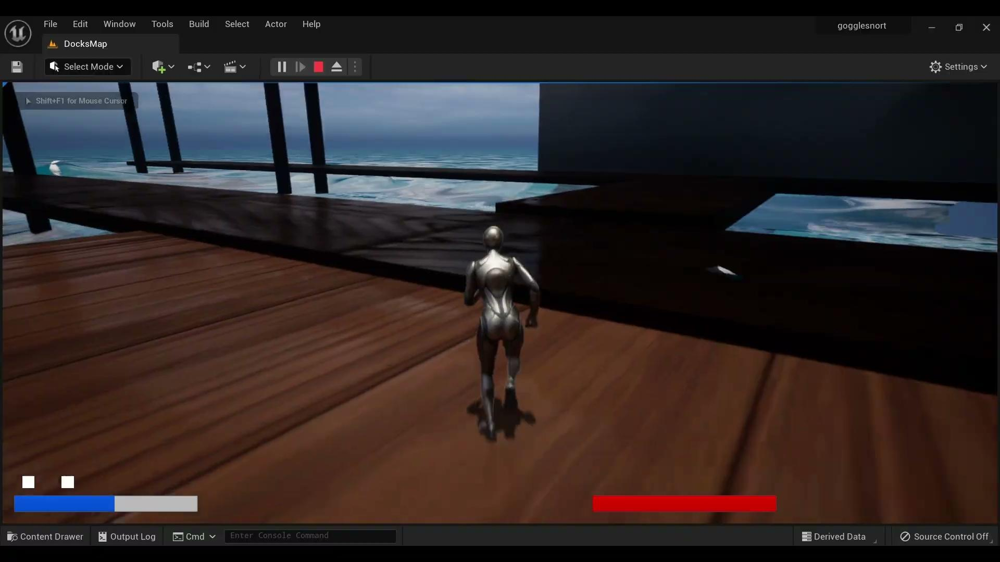 File Edit Window Tools Build Select Actor Help
gogglesnort
DocksMap
Select Mode
Settings
Shift+F1 for Mouse Cursor
Content Drawer
Output Log
Cmd
Enter Console Command
Derived Data
Source Control Off